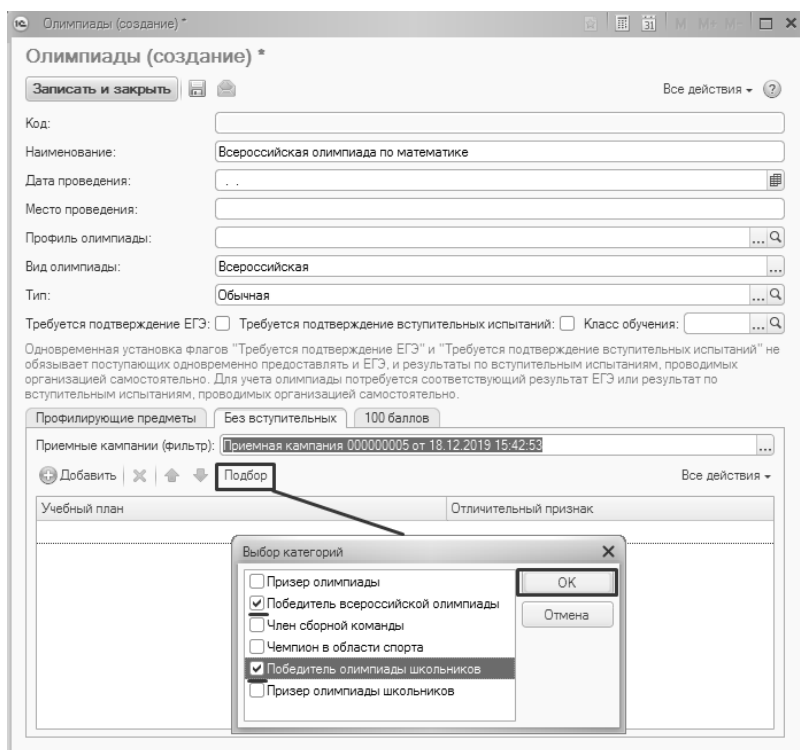 Олимпиады (создание) *
M M+ M-
Олимпиады (создание) *
Записать и закрыть
Все действия
Код:
Наименование: Всероссийская олимпиада по математике
Дата проведения: . .
Место проведения:
Профиль олимпиады: ...
Вид олимпиады: Всероссийская ...
Тип: Обычная ...
Требуется подтверждение ЕГЭ: Требуется подтверждение вступительных испытаний: Класс обучения: ...
Одновременная установка флагов "Требуется подтверждение ЕГЭ" и "Требуется подтверждение вступительных испытаний" не
обязывает поступающих одновременно предоставлять и ЕГЭ, и результаты по вступительным испытаниям, проводимых
организацией самостоятельно. Для учета олимпиады потребуется соответствующий результат ЕГЭ или результат по
вступительным испытаниям, проводимых организацией самостоятельно.
Профилирующие предметы Без вступительных 100 баллов
Приемные кампании (фильтр): Приемная кампания 000000005 от 18.12.2019 15:42:53 ...
Добавить Подбор Все действия
Учебный план Отличительный признак
Выбор категорий
Призер олимпиады
Победитель всероссийской олимпиады
Член сборной команды
Чемпион в области спорта
Победитель олимпиады школьников
Призер олимпиады школьников
OK
Отмена